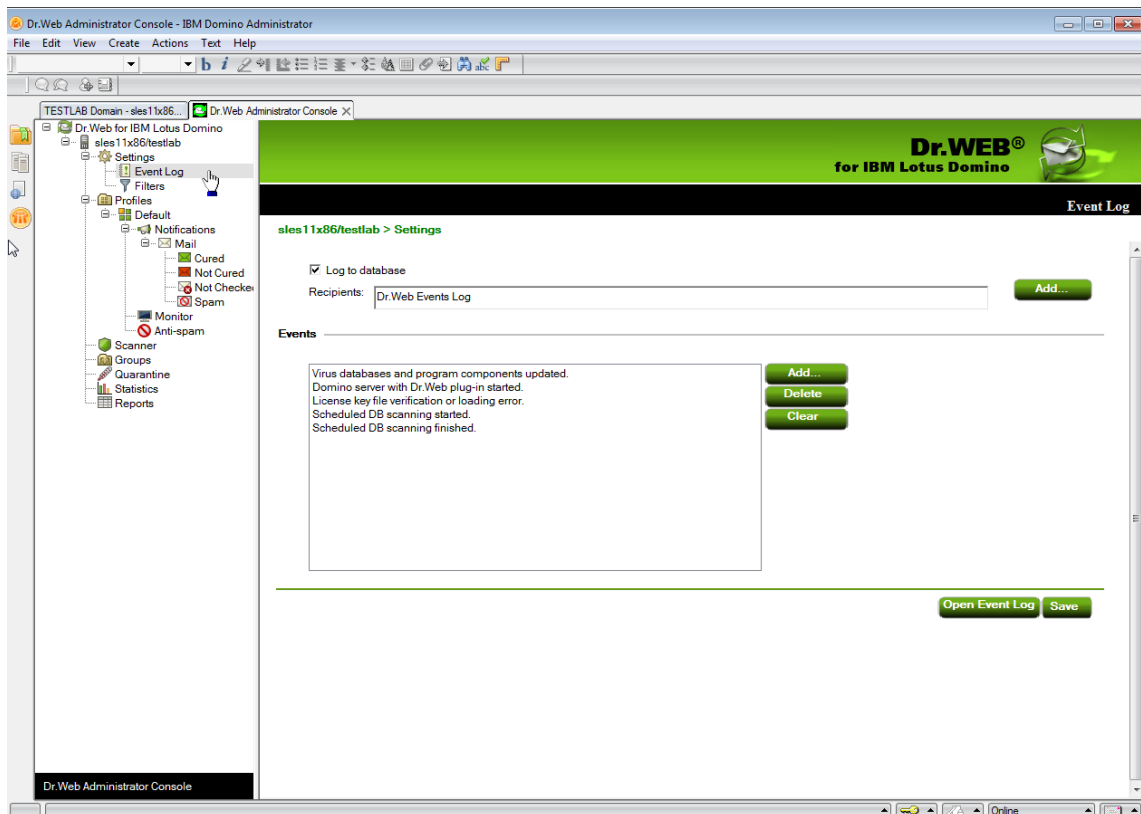 Dr.Web Administrator Console - IBM Domino Administrator
File Edit View Create Actions Text Help
TESTLAB Domain - sles11x86...
Dr.Web Administrator Console
Dr.Web for IBM Lotus Domino
sles11x86/testlab
Settings
Event Log
Filters
Profiles
Default
Notifications
Mail
Cured
Not Cured
Not Checke
Spam
Monitor
Anti-spam
Scanner
Groups
Quarantine
Statistics
Reports
Dr.Web Administrator Console
Dr.WEB®
for IBM Lotus Domino
Event Log
sles11x86/testlab > Settings
Log to database
Recipients: Dr.Web Events Log
Add...
Events
Virus databases and program components updated.
Domino server with Dr.Web plug-in started.
License key file verification or loading error.
Scheduled DB scanning started.
Scheduled DB scanning finished.
Add...
Delete
Clear
Open Event Log
Save
Online